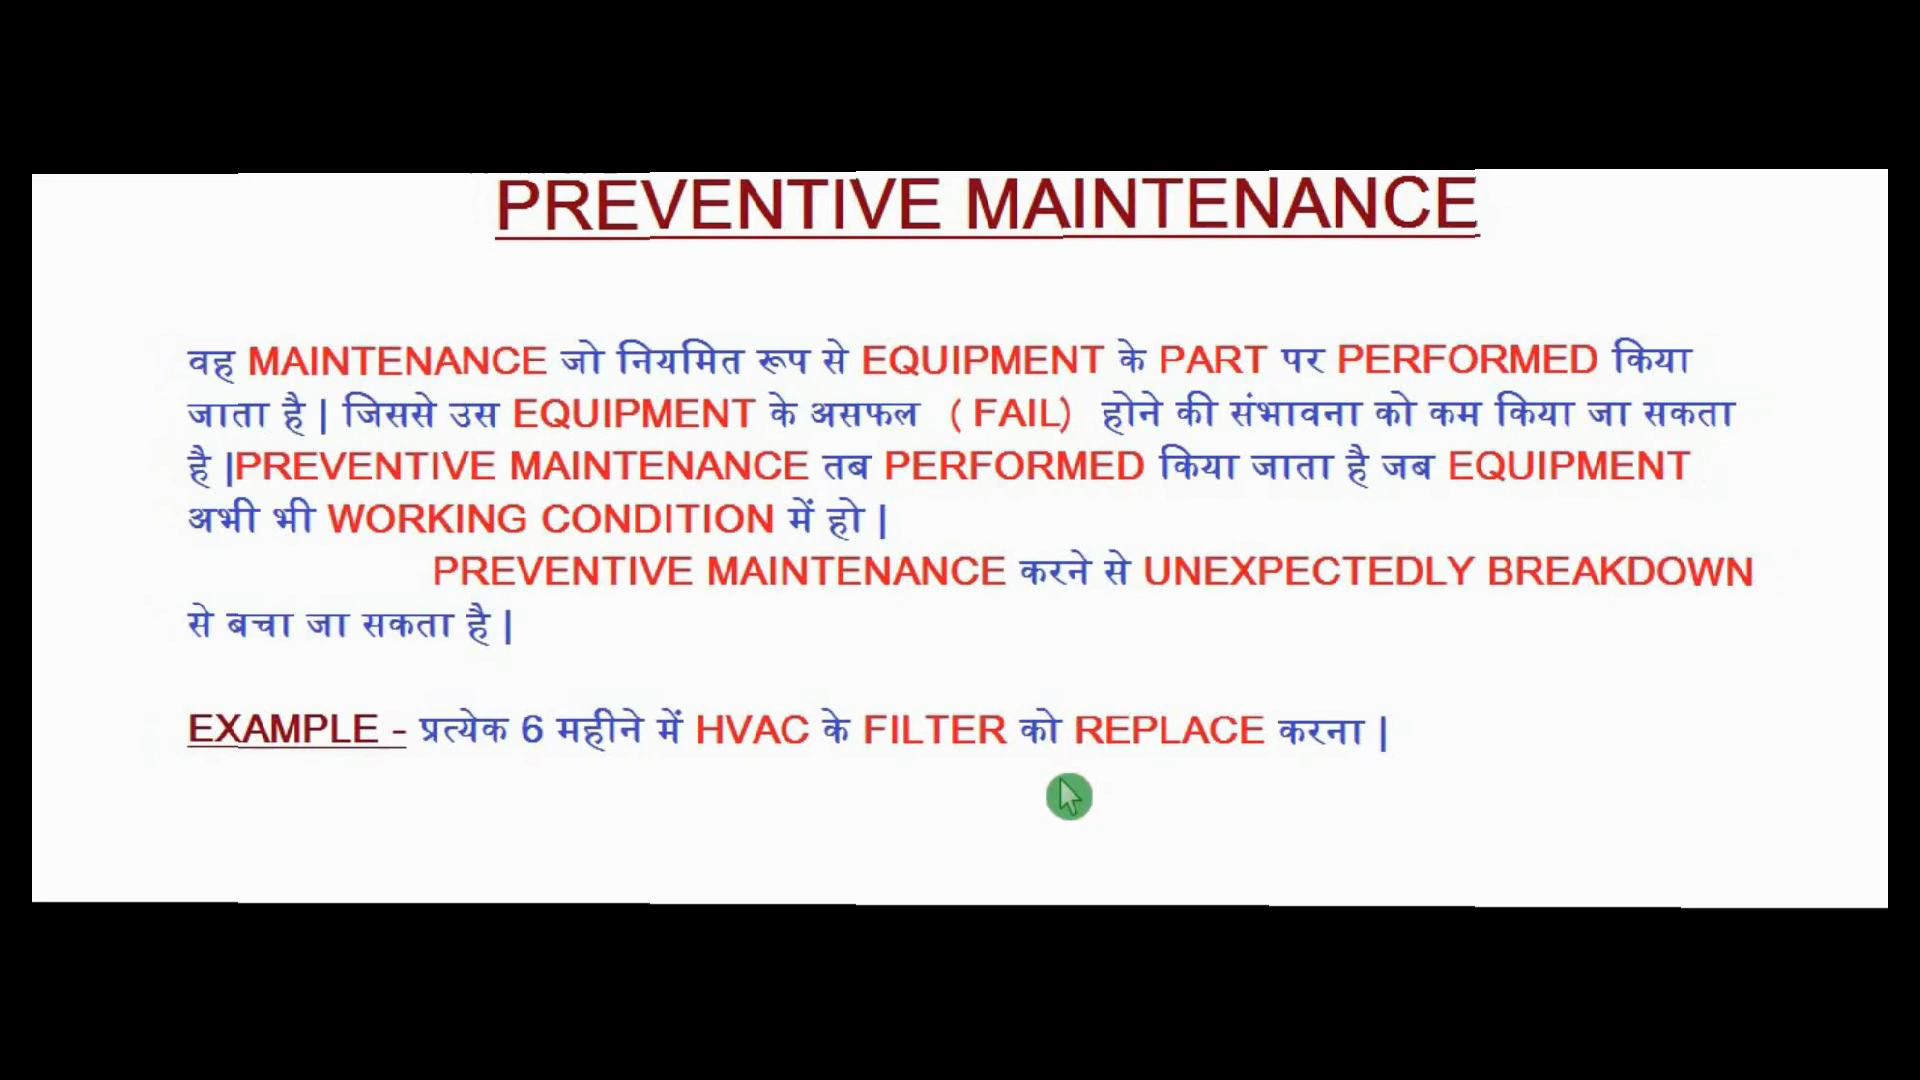 PREVENTIVE MAINTENANCE
वह MAINTENANCE जो नियमित रूप से EQUIPMENT के PART पर PERFORMED किया
जाता है | जिससे उस EQUIPMENT के असफल ( FAIL) होने की संभावना को कम किया जा सकता
है |PREVENTIVE MAINTENANCE तब PERFORMED किया जाता है जब EQUIPMENT
अभी भी WORKING CONDITION में हो |
PREVENTIVE MAINTENANCE करने से UNEXPECTEDLY BREAKDOWN
से बचा जा सकता है |
EXAMPLE - प्रत्येक 6 महीने में HVAC के FILTER को REPLACE करना |